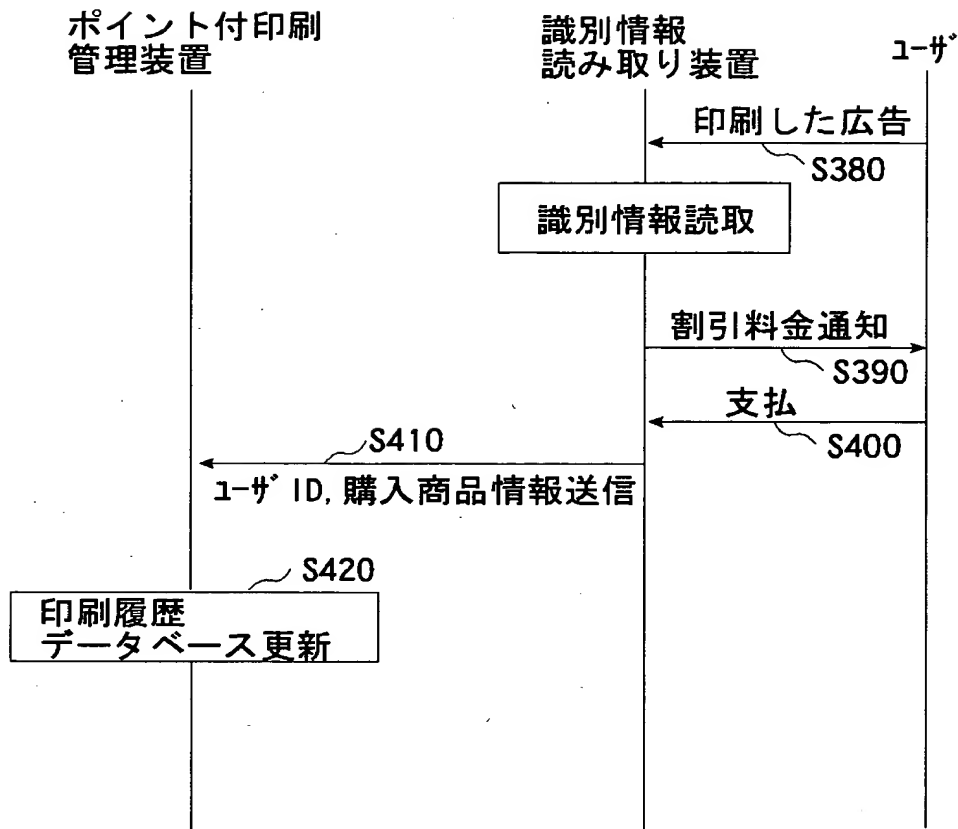 ポイント付印刷
管理装置
識別情報
読み取り装置
ﾕｰｻﾞ
印刷した広告
S380
識別情報読取
割引料金通知
S390
支払
S400
S410
ﾕｰｻﾞID,購入商品情報送信
S420
印刷履歴
データベース更新